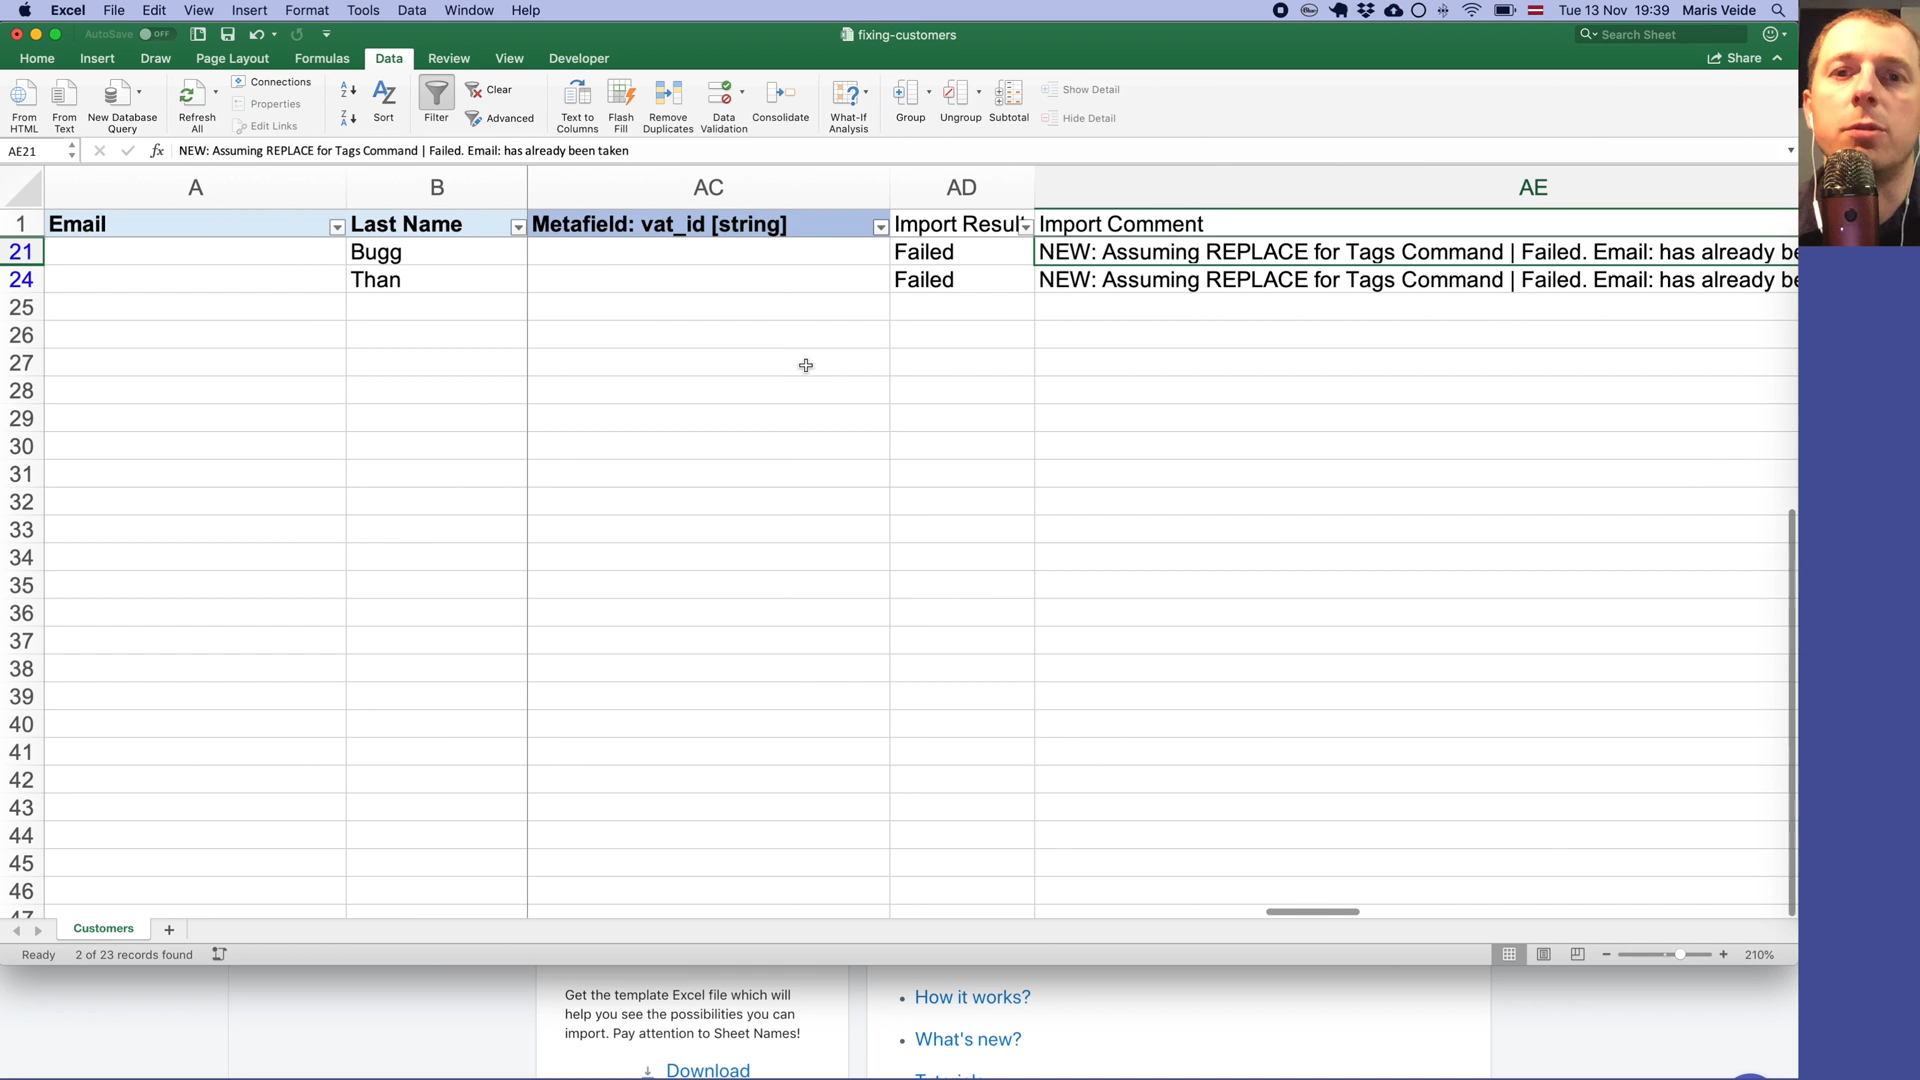 Excel File Edit View Insert Format Tools Data Window Help
Tue 13 Nov 19:39 Maris Veide
AutoSave OFF
fixing-customers
Search Sheet
Home Insert Draw Page Layout Formulas Data Review View Developer
Share
From HTML
From Text
New Database Query
Refresh All
Connections
Properties
Edit Links
Sort
Filter
Clear
Advanced
Text to Columns
Flash Fill
Remove Duplicates
Data Validation
Consolidate
What-If Analysis
Group
Ungroup
Subtotal
Show Detail
Hide Detail
AE21 fx NEW: Assuming REPLACE for Tags Command | Failed. Email: has already been taken
A B AC AD AE
1 Email Last Name Metafield: vat_id [string] Import Resul Import Comment
21 Bugg Failed NEW: Assuming REPLACE for Tags Command | Failed. Email: has already be
24 Than Failed NEW: Assuming REPLACE for Tags Command | Failed. Email: has already be
25
26
27
28
29
30
31
32
33
34
35
36
37
38
39
40
41
42
43
44
45
46
47
Customers +
Ready 2 of 23 records found
210%
Get the template Excel file which will
help you see the possibilities you can
import. Pay attention to Sheet Names!
Download
• How it works?
• What's new?